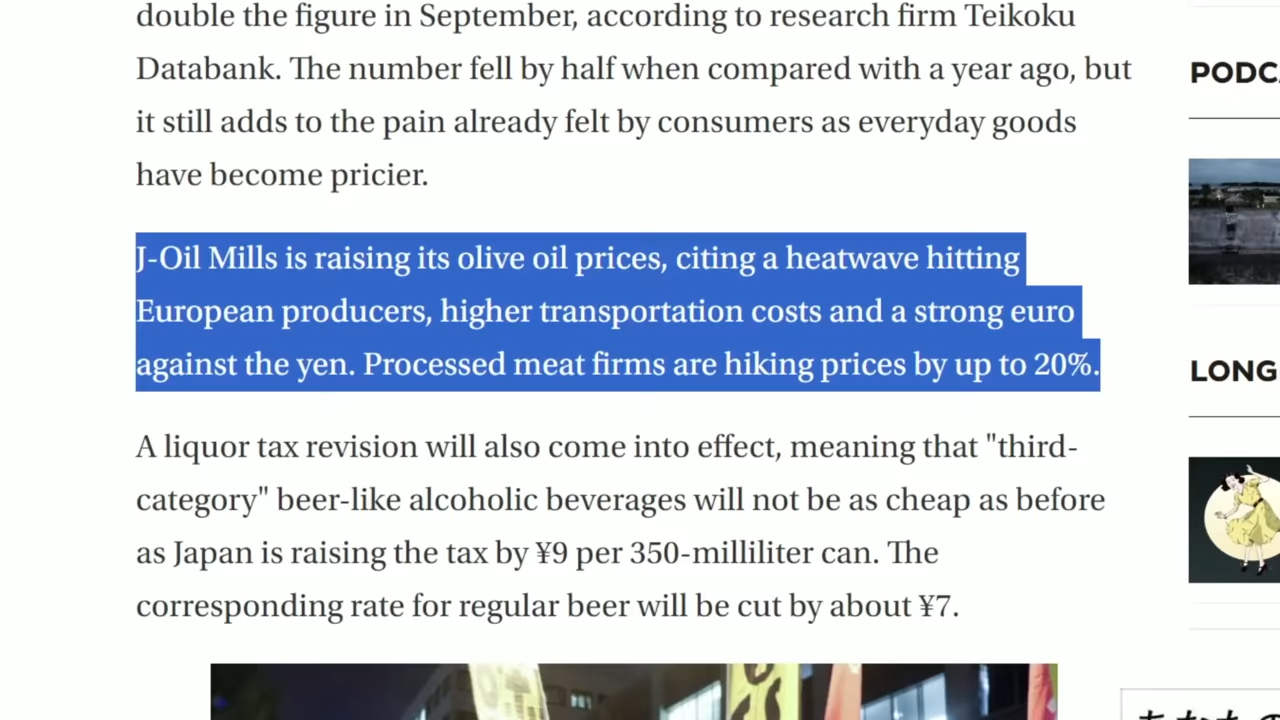 double the figure in September, according to research firm Teikoku
Databank. The number fell by half when compared with a year ago, but
it still adds to the pain already felt by consumers as everyday goods
have become pricier.
J-Oil Mills is raising its olive oil prices, citing a heatwave hitting
European producers, higher transportation costs and a strong euro
against the yen. Processed meat firms are hiking prices by up to 20%.
A liquor tax revision will also come into effect, meaning that "third-
category" beer-like alcoholic beverages will not be as cheap as before
as Japan is raising the tax by ¥9 per 350-milliliter can. The
corresponding rate for regular beer will be cut by about ¥7.
PODC
LONG